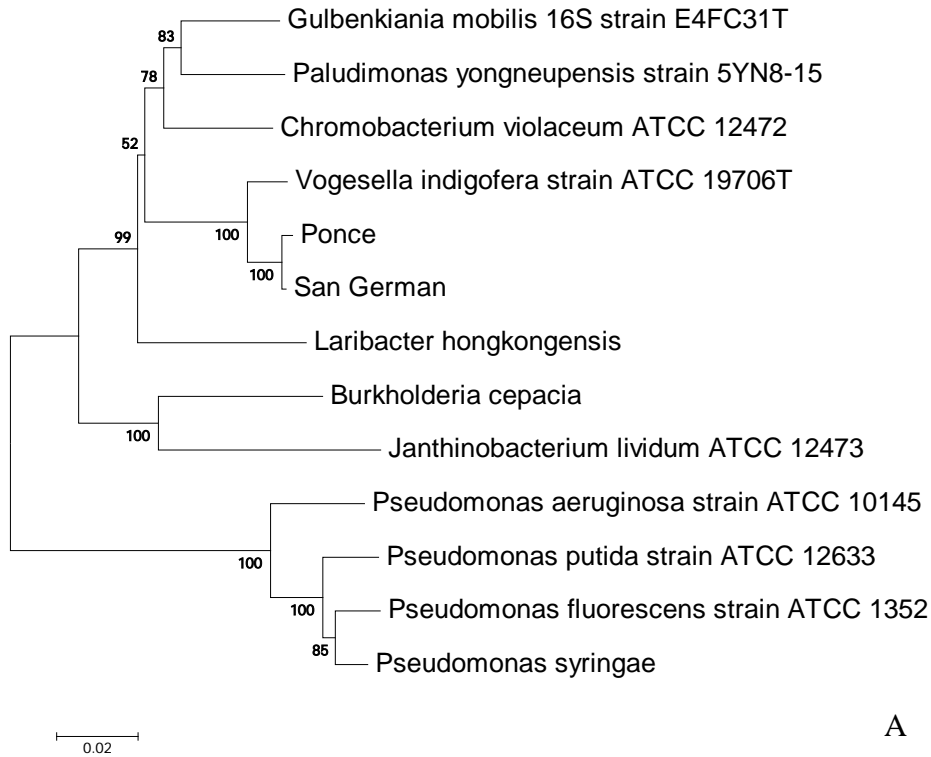 Gulbenkiania mobilis 16S strain E4FC31T
83
Paludimonas yongneupensis strain 5YN8-15
78
Chromobacterium violaceum ATCC 12472
52
Vogesella indigofera strain ATCC 19706T
100
Ponce
99
100
San German
Laribacter hongkongensis
Burkholderia cepacia
100
Janthinobacterium lividum ATCC 12473
Pseudomonas aeruginosa strain ATCC 10145
100
Pseudomonas putida strain ATCC 12633
100
Pseudomonas fluorescens strain ATCC 1352
85
Pseudomonas syringae
A
0.02